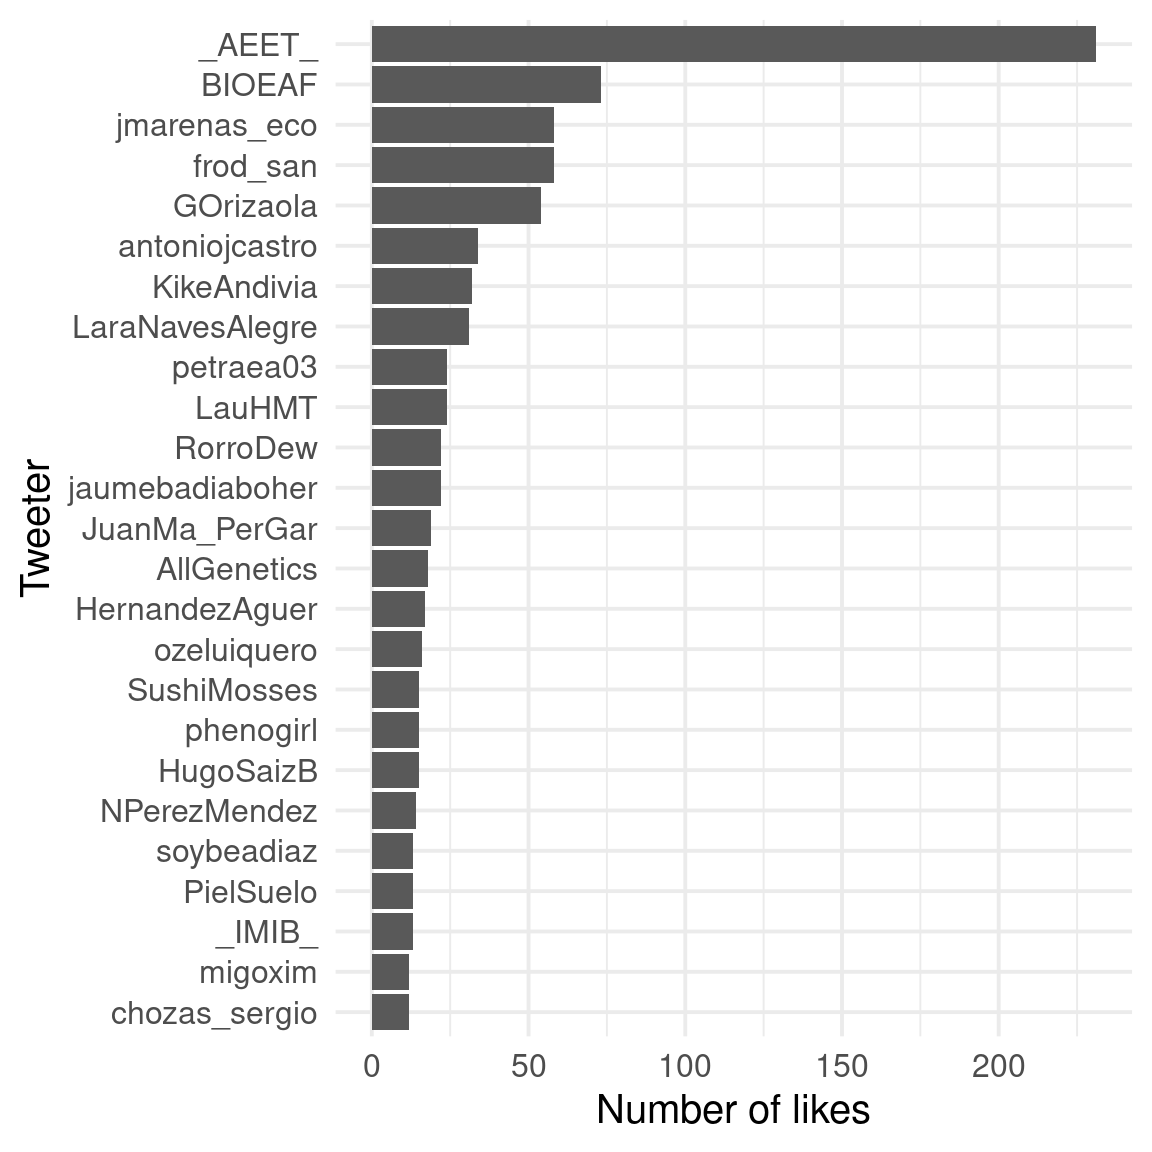 _AEET_
BIOEAF
jmarenas_eco
frod_san
GOrizaola
antoniojcastro
KikeAndivia
LaraNavesAlegre
petraea03
LauHMT
RorroDew
jaumebadiaboher
JuanMa_PerGar
AllGenetics
HernandezAguer
ozeluiquero
SushiMosses
phenogirl
HugoSaizB
NPerezMendez
soybeadiaz
PielSuelo
_IMIB_
migoxim
chozas_sergio
Tweeter
0 50 100 150 200
Number of likes